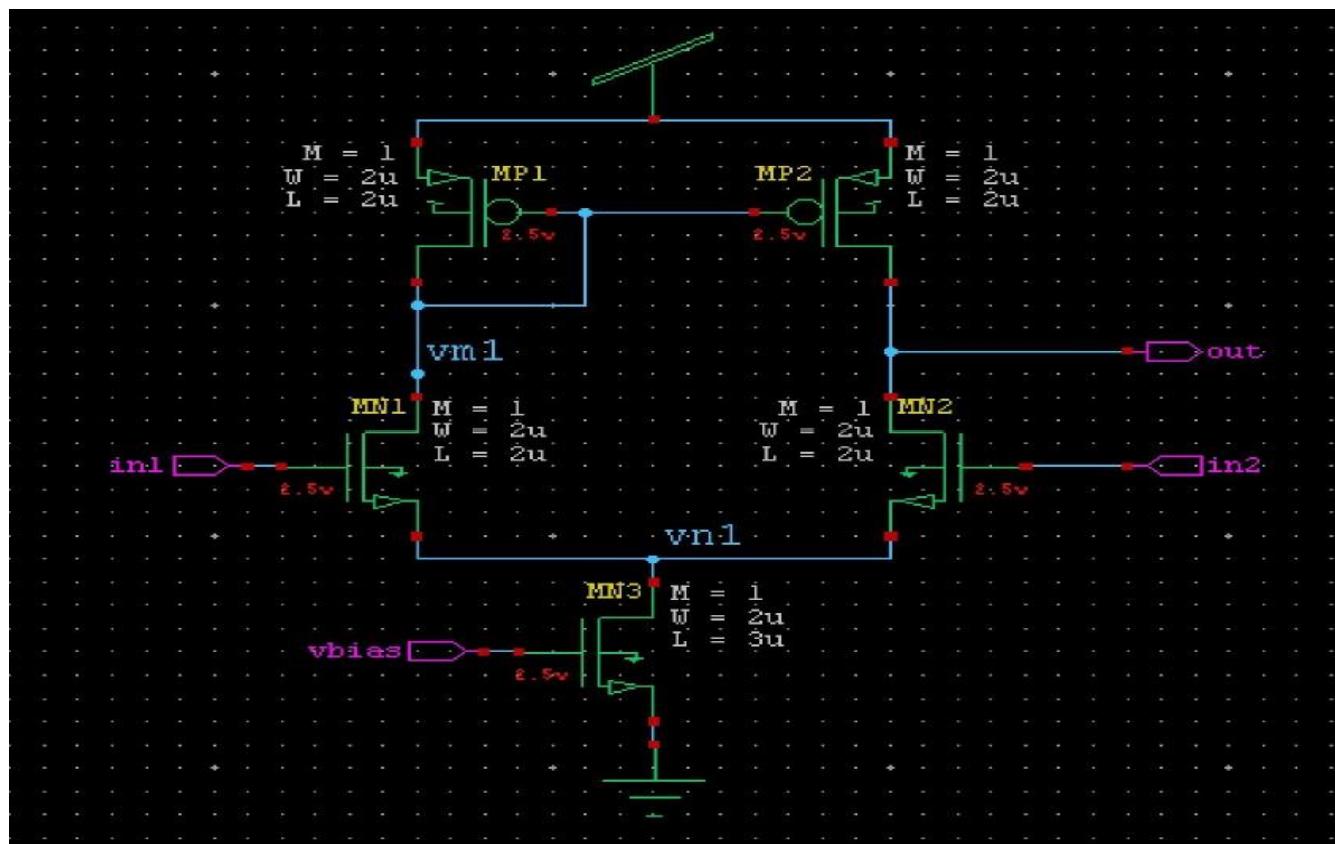 M = 1
W = 2u
L = 2u
MP1
2.5v
MP2
2.5v
M = 1
W = 2u
L = 2u
vm1
out
MN1
M = 1
W = 2u
L = 2u
in1
2.5v
M = 1
W = 2u
L = 2u
MN2
2.5v
in2
vn1
MN3
M = 1
W = 2u
L = 3u
vbias
2.5v